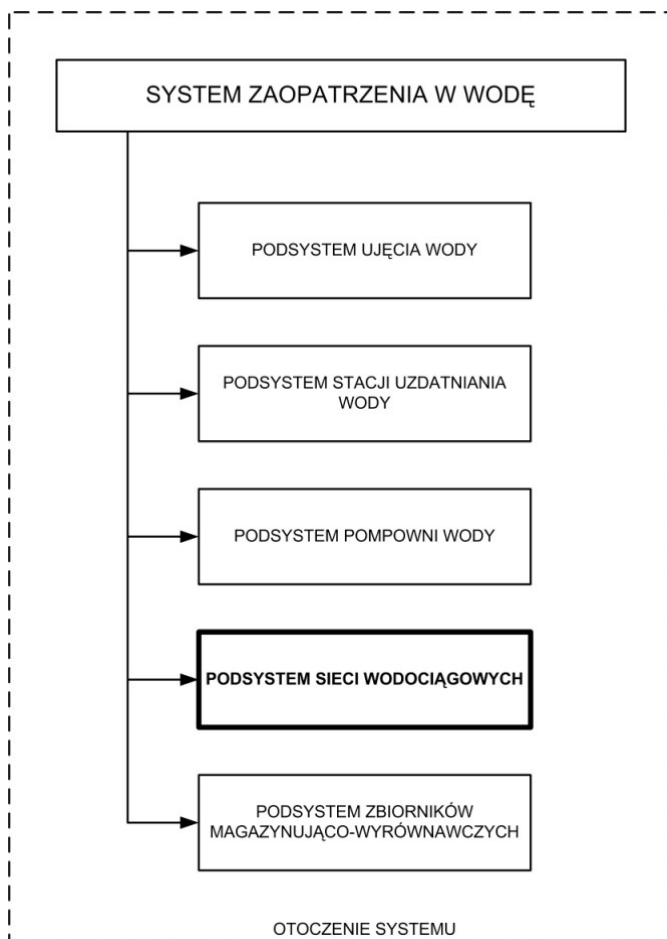 SYSTEM ZAOPATRZENIA W WODĘ
PODSYSTEM UJĘCIA WODY
PODSYSTEM STACJI UZDATNIANIA
WODY
PODSYSTEM POMPOWNI WODY
PODSYSTEM SIECI WODOCIĄGOWYCH
PODSYSTEM ZBIORNIKÓW
MAGAZYNUJĄCO-WYRÓWNAWCZYCH
OTOCZENIE SYSTEMU